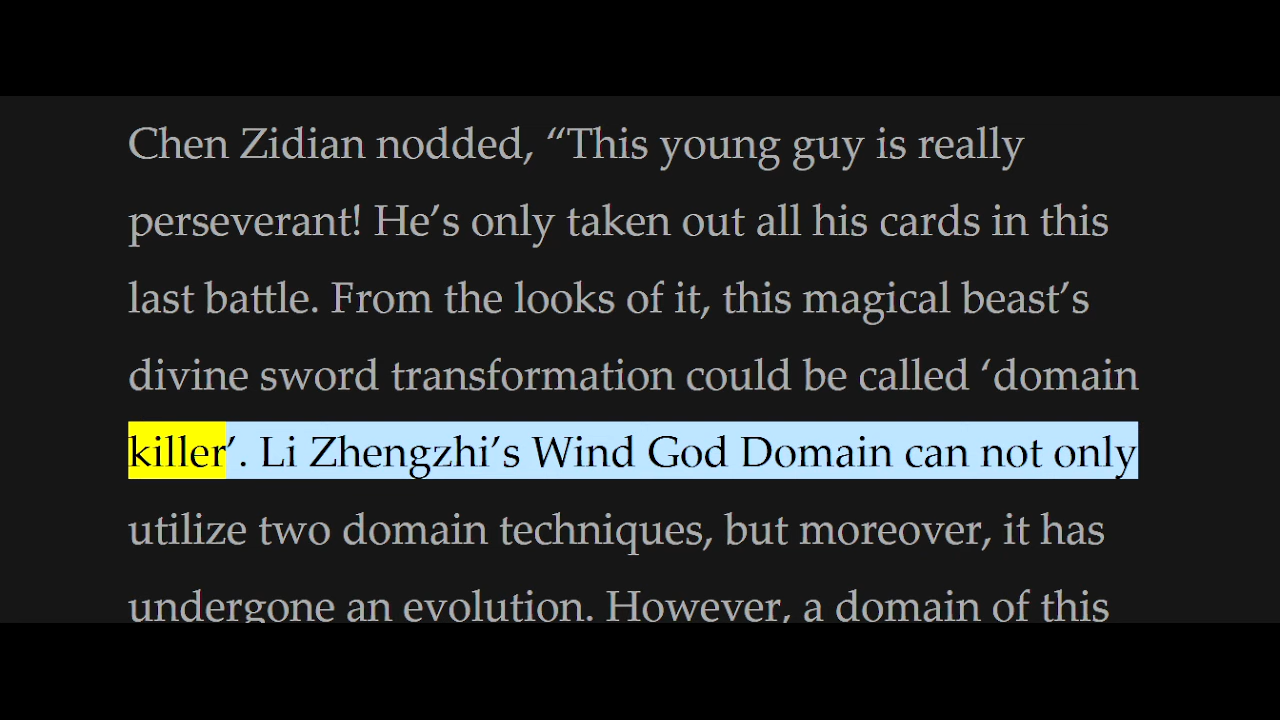 Chen Zidian nodded, “This young guy is really
perseverant! He’s only taken out all his cards in this
last battle. From the looks of it, this magical beast’s
divine sword transformation could be called ‘domain
killer’. Li Zhengzhi’s Wind God Domain can not only
utilize two domain techniques, but moreover, it has
undergone an evolution. However, a domain of this